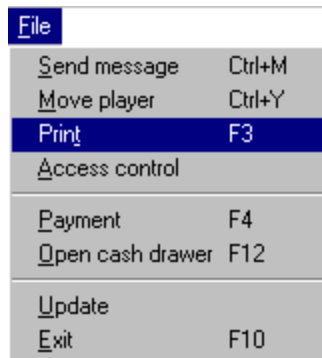 File
Send message Ctrl+M
Move player Ctrl+Y
Print F3
Access control
Payment F4
Open cash drawer F12
Update
Exit F10